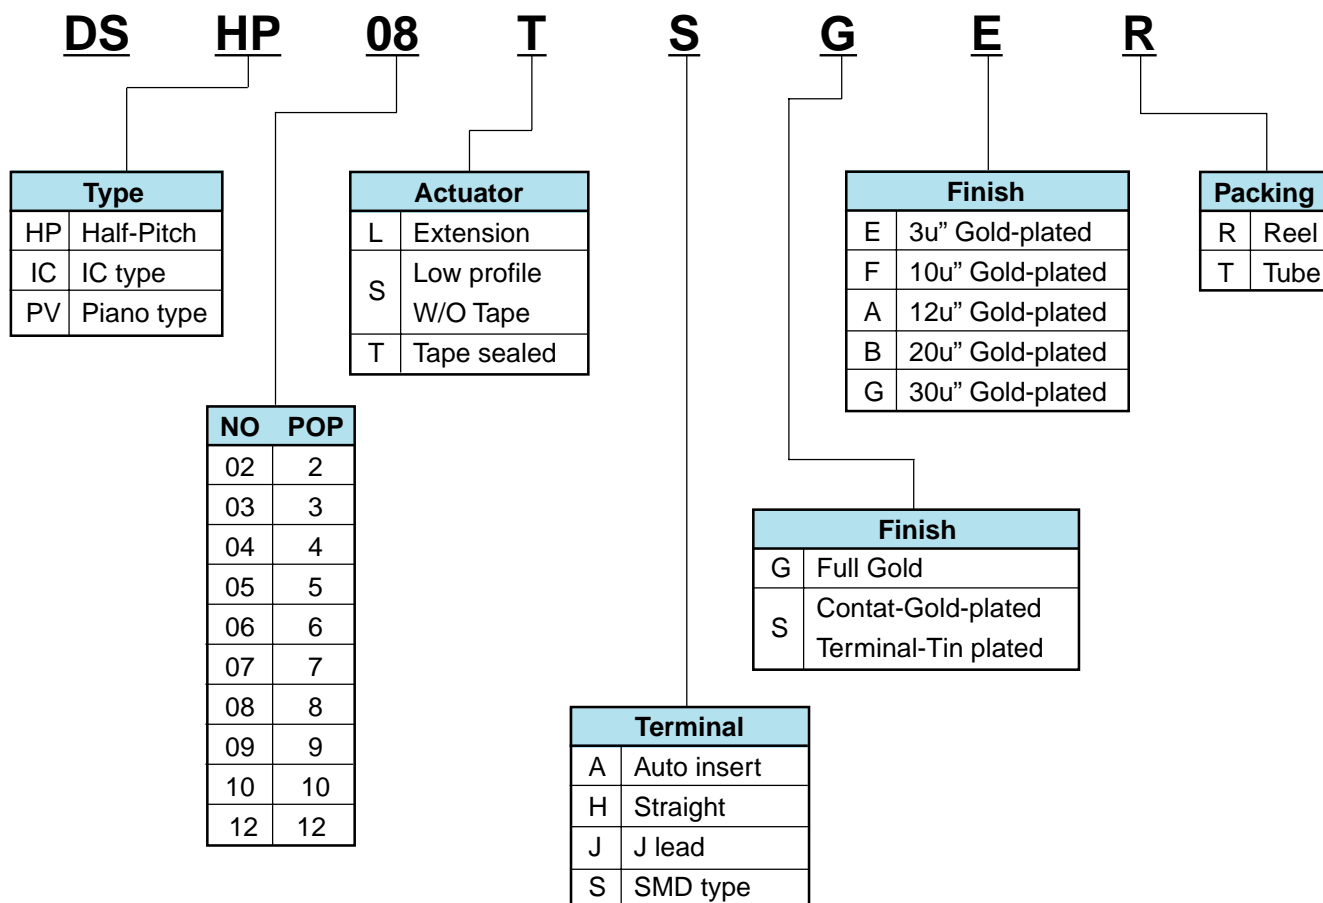 DS HP 08 T S G E R
Type
HP Half-Pitch
IC IC type
PV Piano type
Actuator
L Extension
S Low profile
W/O Tape
T Tape sealed
Finish
E 3u” Gold-plated
F 10u” Gold-plated
A 12u” Gold-plated
B 20u” Gold-plated
G 30u” Gold-plated
Packing
R Reel
T Tube
NO POP
02 2
03 3
04 4
05 5
06 6
07 7
08 8
09 9
10 10
12 12
Finish
G Full Gold
S Contat-Gold-plated
Terminal-Tin plated
Terminal
A Auto insert
H Straight
J J lead
S SMD type